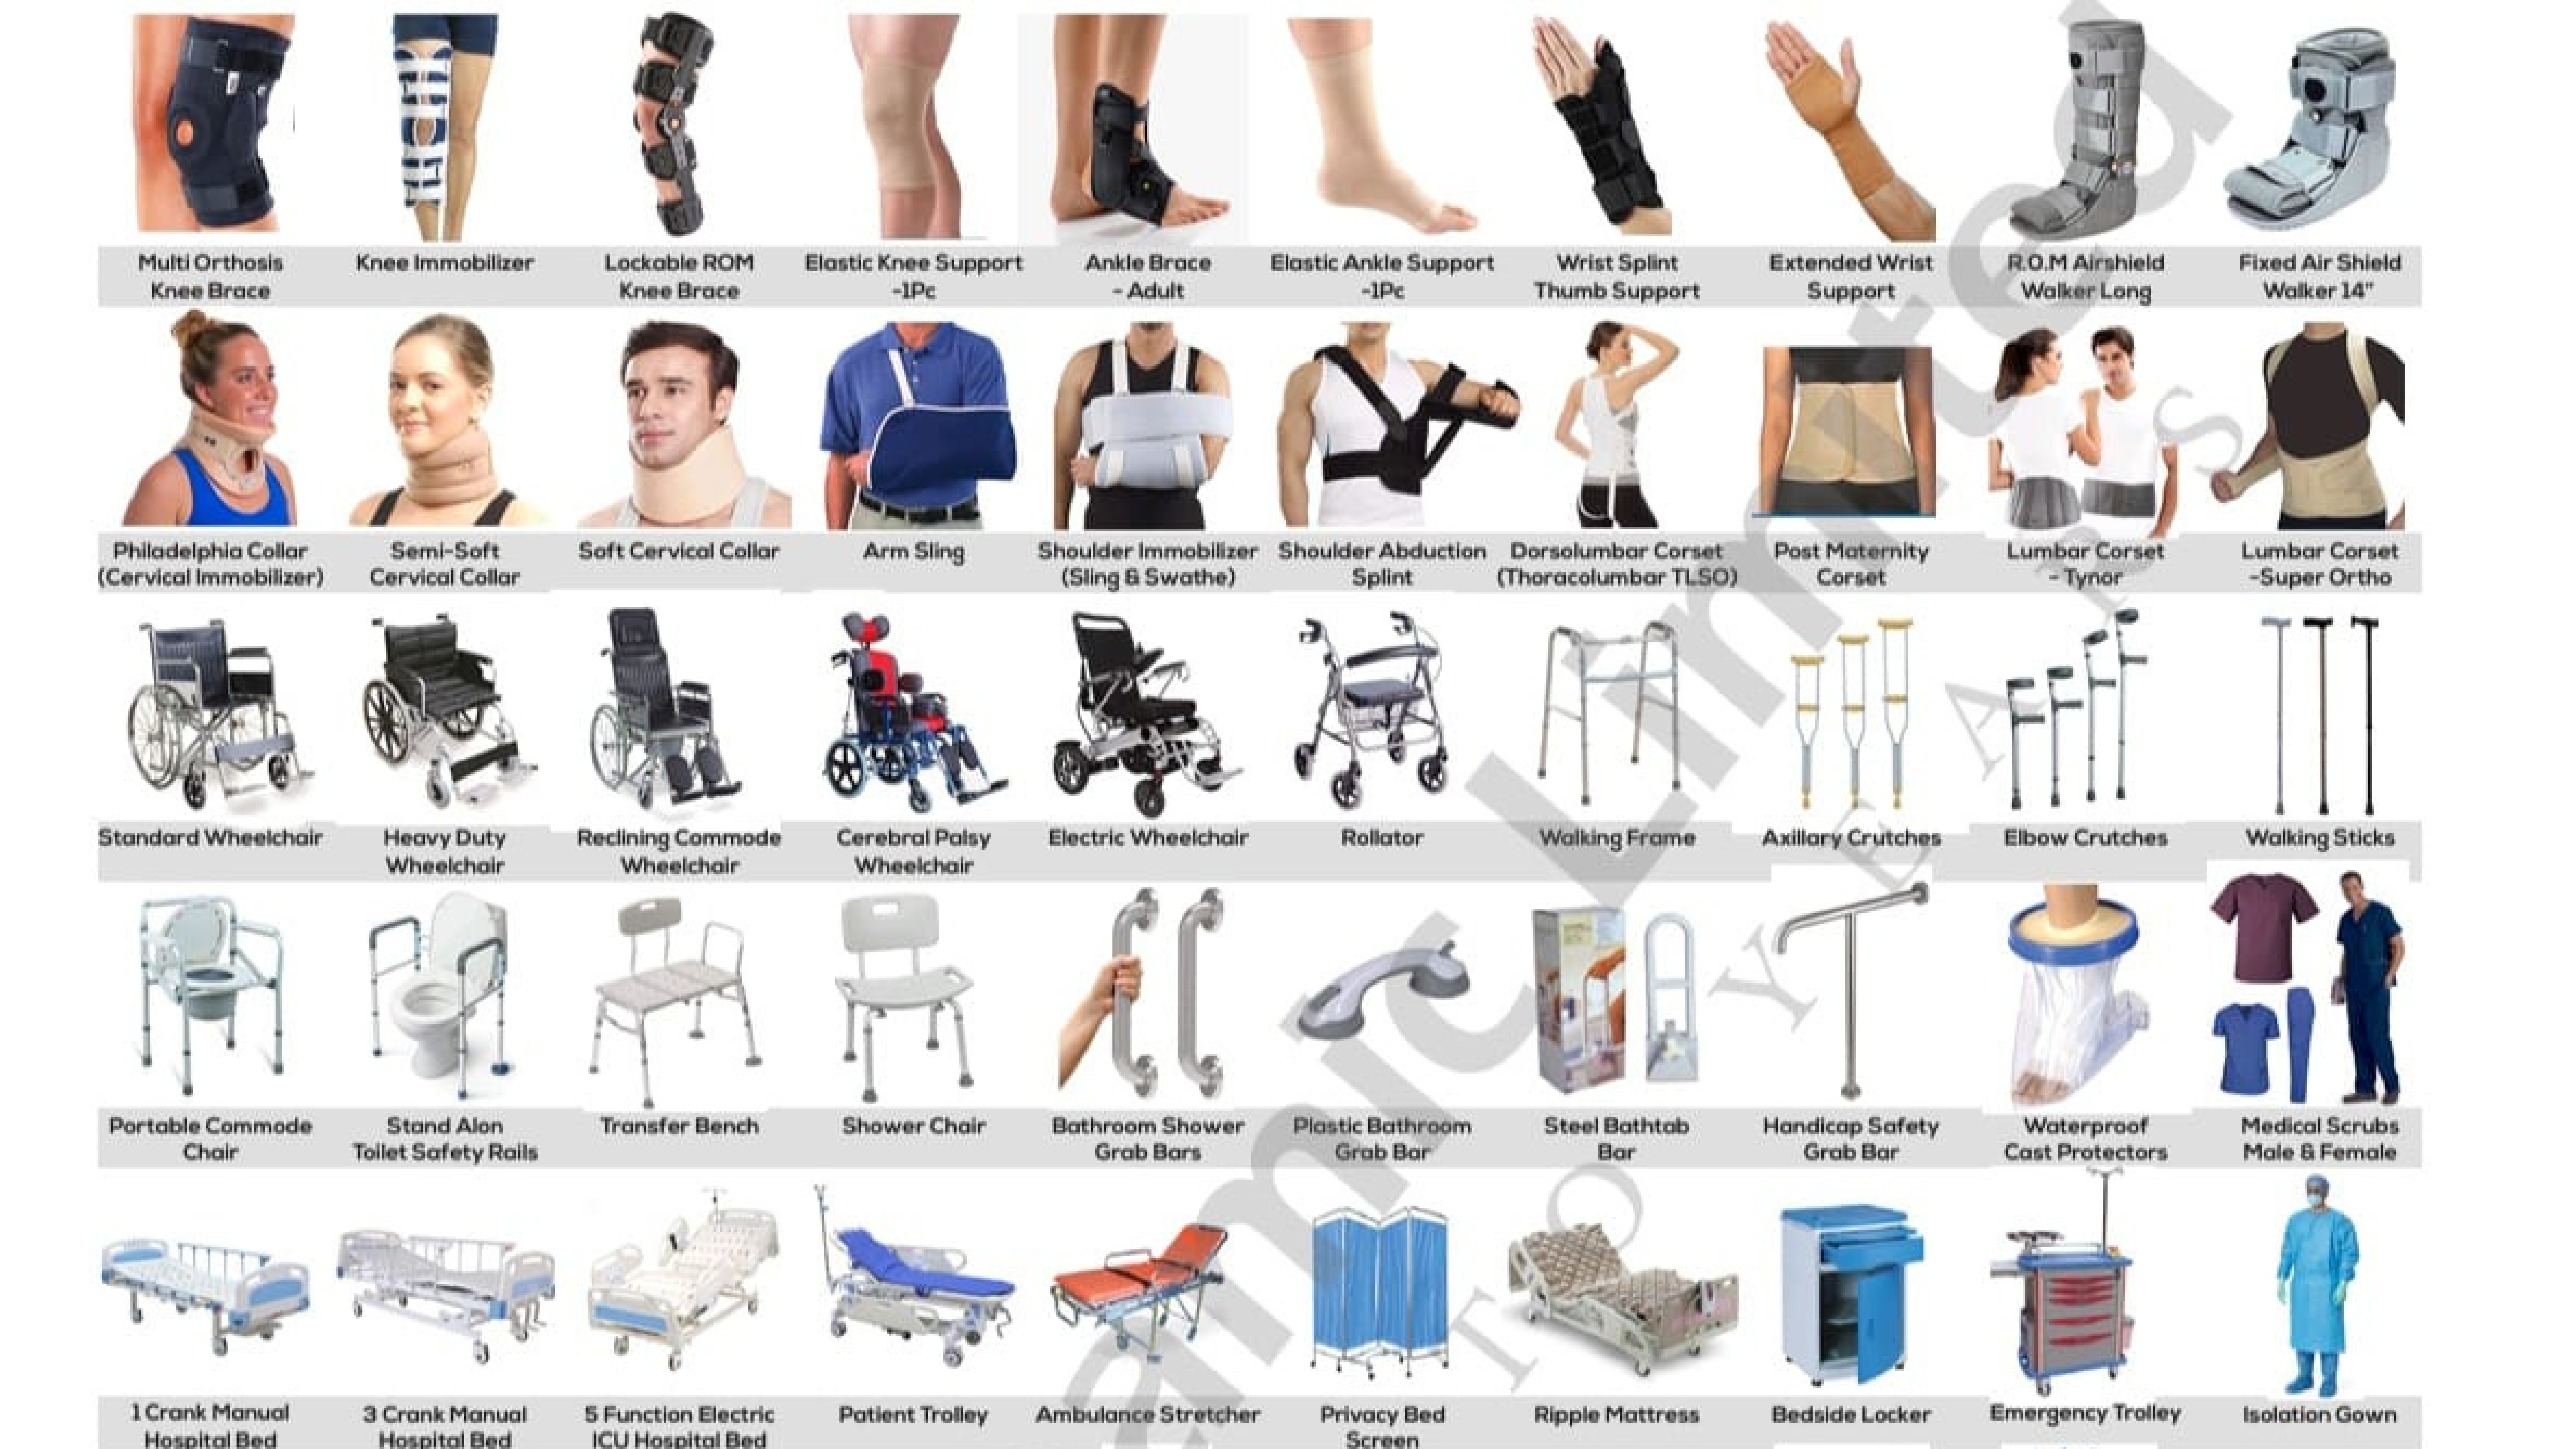 Multi Orthosis
Knee Brace
Knee Immobilizer
Lockable ROM
Knee Brace
Elastic Knee Support
-1Pc
Ankle Brace
- Adult
Elastic Ankle Support
-1Pc
Wrist Splint
Thumb Support
Extended Wrist
Support
R.O.M Airshield
Walker Long
Fixed Air Shield
Walker 14"
Philadelphia Collar
(Cervical Immobilizer)
Semi-Soft
Cervical Collar
Soft Cervical Collar
Arm Sling
Shoulder Immobilizer
(Sling & Swathe)
Shoulder Abduction
Splint
Dorsolumbar Corset
(Thoracolumbar TLSO)
Post Maternity
Corset
Lumbar Corset
- Tynor
Lumbar Corset
-Super Ortho
Standard Wheelchair
Heavy Duty
Wheelchair
Reclining Commode
Wheelchair
Cerebral Palsy
Wheelchair
Electric Wheelchair
Rollator
Walking Frame
Axillary Crutches
Elbow Crutches
Walking Sticks
Portable Commode
Chair
Stand Alon
Toilet Safety Rails
Transfer Bench
Shower Chair
Bathroom Shower
Grab Bars
Plastic Bathroom
Grab Bar
Steel Bathtab
Bar
Handicap Safety
Grab Bar
Waterproof
Cast Protectors
Medical Scrubs
Male & Female
1 Crank Manual
Hospital Bed
3 Crank Manual
Hospital Bed
5 Function Electric
ICU Hospital Bed
Patient Trolley
Ambulance Stretcher
Privacy Bed
Screen
Ripple Mattress
Bedside Locker
Emergency Trolley
Isolation Gown
amic Limited
TO YEARS